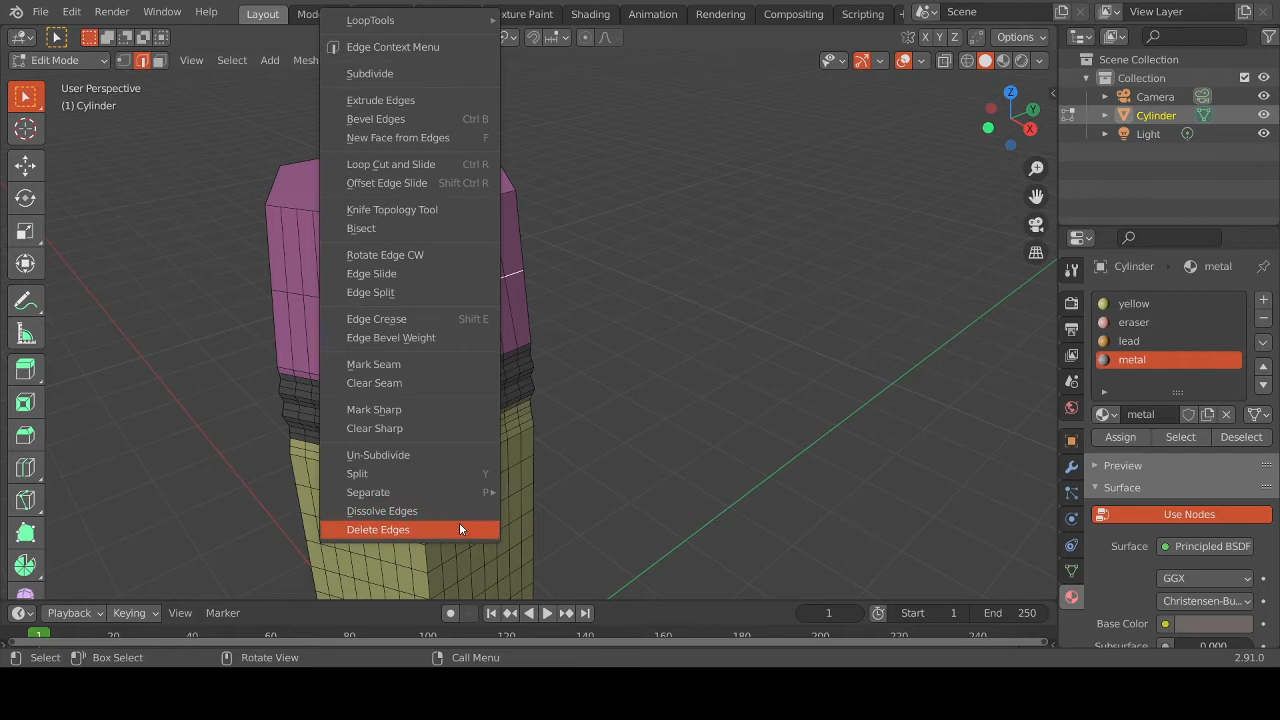 File Edit Render Window Help Layout Mod xture Paint Shading Animation Rendering Compositing Scripting Scene View Layer
X Y Z Options
Edit Mode View Select Add Mesh
User Perspective
(1) Cylinder
LoopTools
Edge Context Menu
Subdivide
Extrude Edges
Bevel Edges Ctrl B
New Face from Edges F
Loop Cut and Slide Ctrl R
Offset Edge Slide Shift Ctrl R
Knife Topology Tool
Bisect
Rotate Edge CW
Edge Slide
Edge Split
Edge Crease Shift E
Edge Bevel Weight
Mark Seam
Clear Seam
Mark Sharp
Clear Sharp
Un-Subdivide
Split Y
Separate P
Dissolve Edges
Delete Edges
Z
Y
X
Scene Collection
Collection
Camera
Cylinder
Light
Cylinder metal
yellow
eraser
lead
metal
metal
Assign Select Deselect
Preview
Surface
Use Nodes
Surface Principled BSDF
GGX
Christensen-Bu...
Base Color
Subsurface 0.000
Playback Keying View Marker 1 Start 1 End 250
1 20 40 60 80 100 120 140 160 180 200 220 240
Select Box Select Rotate View Call Menu 2.91.0